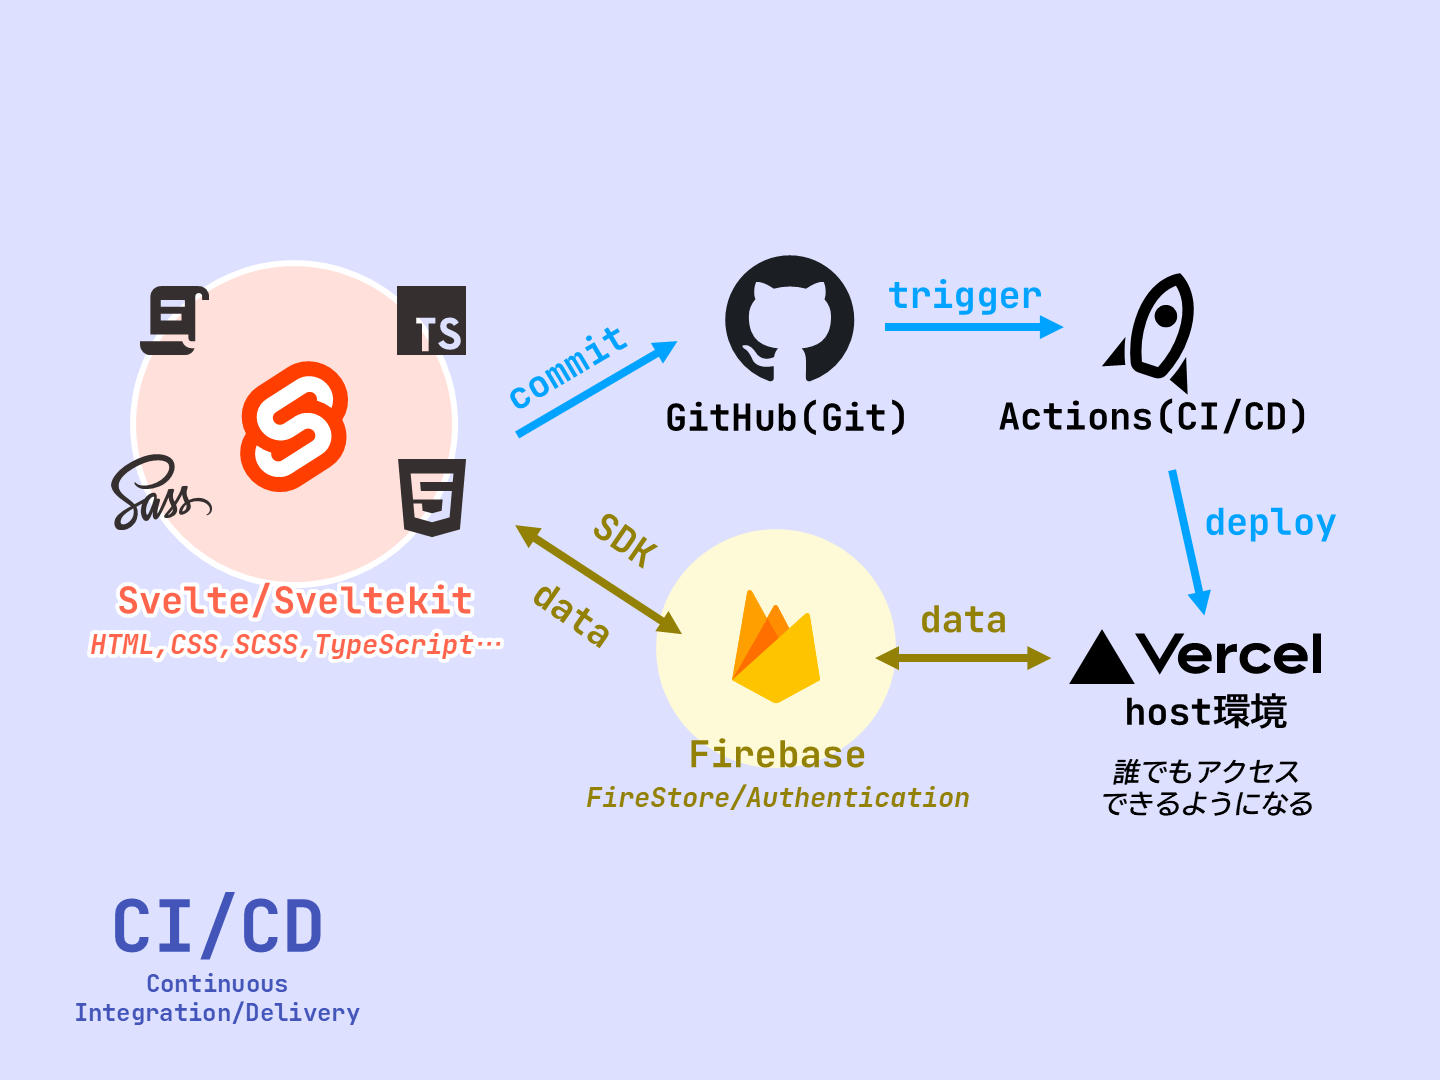 commit
trigger
GitHub(Git)
Actions(CI/CD)
TS
Sass
deploy
SDK
data
Svelte/Sveltekit
HTML,CSS,SCSS,TypeScript…
data
Vercel
host環境
Firebase
FireStore/Authentication
誰でもアクセス
できるようになる
CI/CD
Continuous
Integration/Delivery